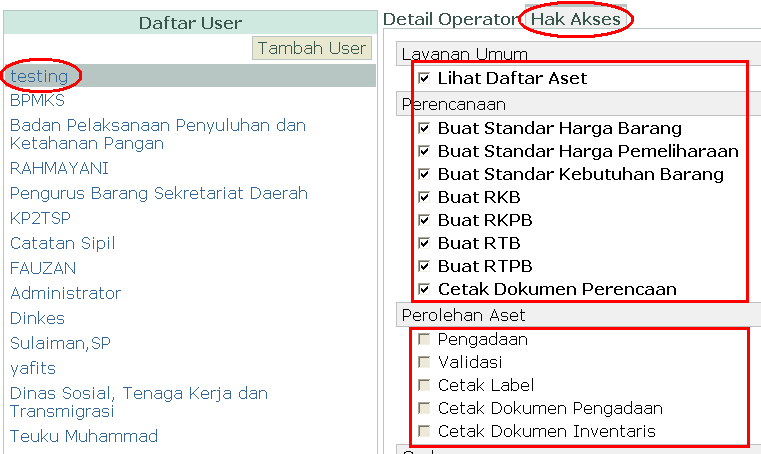 Daftar User
Tambah User
testing
BPMKS
Badan Pelaksanaan Penyuluhan dan
Ketahanan Pangan
RAHMAYANI
Pengurus Barang Sekretariat Daerah
KP2TSP
Catatan Sipil
FAUZAN
Administrator
Dinkes
Sulaiman,SP
yafits
Dinas Sosial, Tenaga Kerja dan
Transmigrasi
Teuku Muhammad
Detail Operator Hak Akses
Layanan Umum
Lihat Daftar Aset
Perencanaan
Buat Standar Harga Barang
Buat Standar Harga Pemeliharaan
Buat Standar Kebutuhan Barang
Buat RKB
Buat RKPB
Buat RTB
Buat RTPB
Cetak Dokumen Perencaan
Perolehan Aset
Pengadaan
Validasi
Cetak Label
Cetak Dokumen Pengadaan
Cetak Dokumen Inventaris